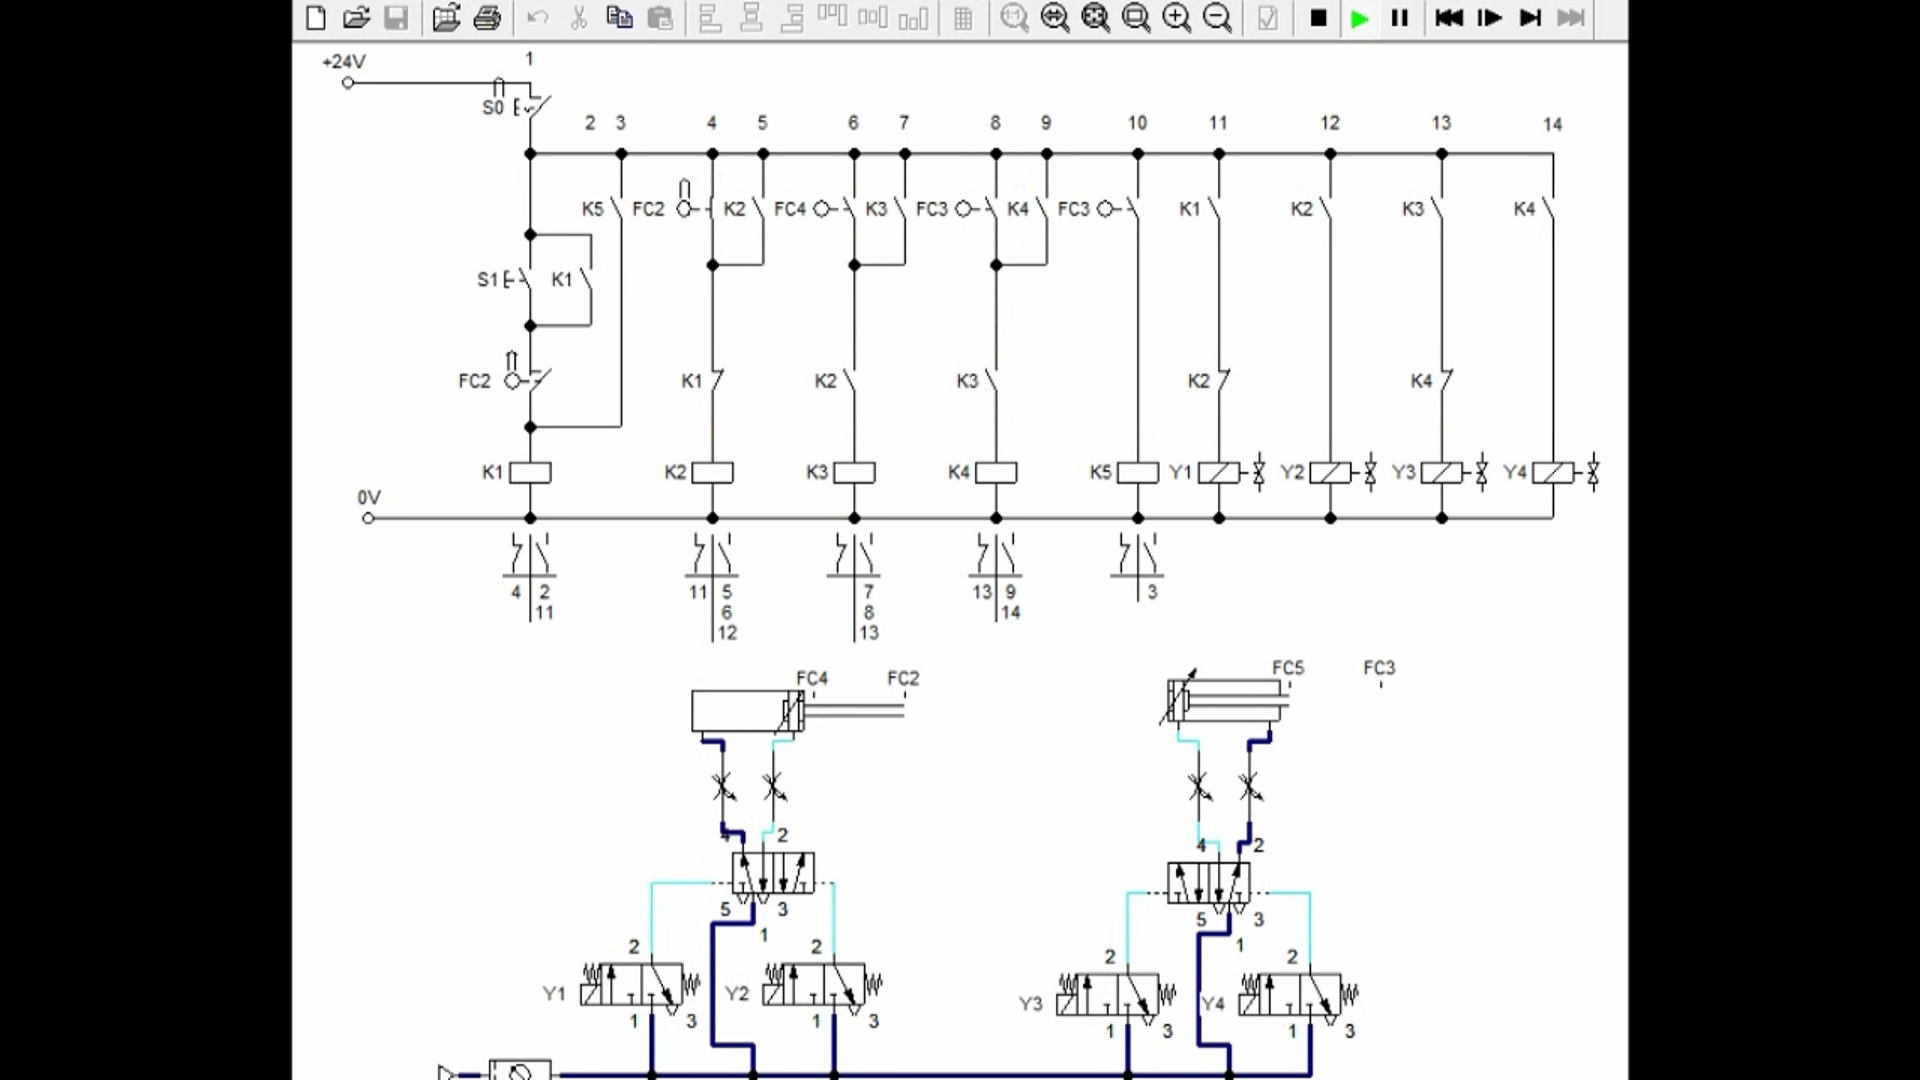 +24V 1
S0
2 3 4 5 6 7 8 9 10 11 12 13 14
K5 FC2 K2 FC4 K3 FC3 K4 FC3 K1 K2 K3 K4
S1 K1
FC2 K1 K2 K3 K2 K4
K1 K2 K3 K4 K5 Y1 Y2 Y3 Y4
0V
4 2 11 5 7 13 9 3
11 6 8 14
12 13
FC4 FC2 FC5 FC3
4 2 4 2
5 3 5 3
1 1
2 2 2 2
Y1 Y2 Y3 Y4
1 3 1 3 1 3 1 3